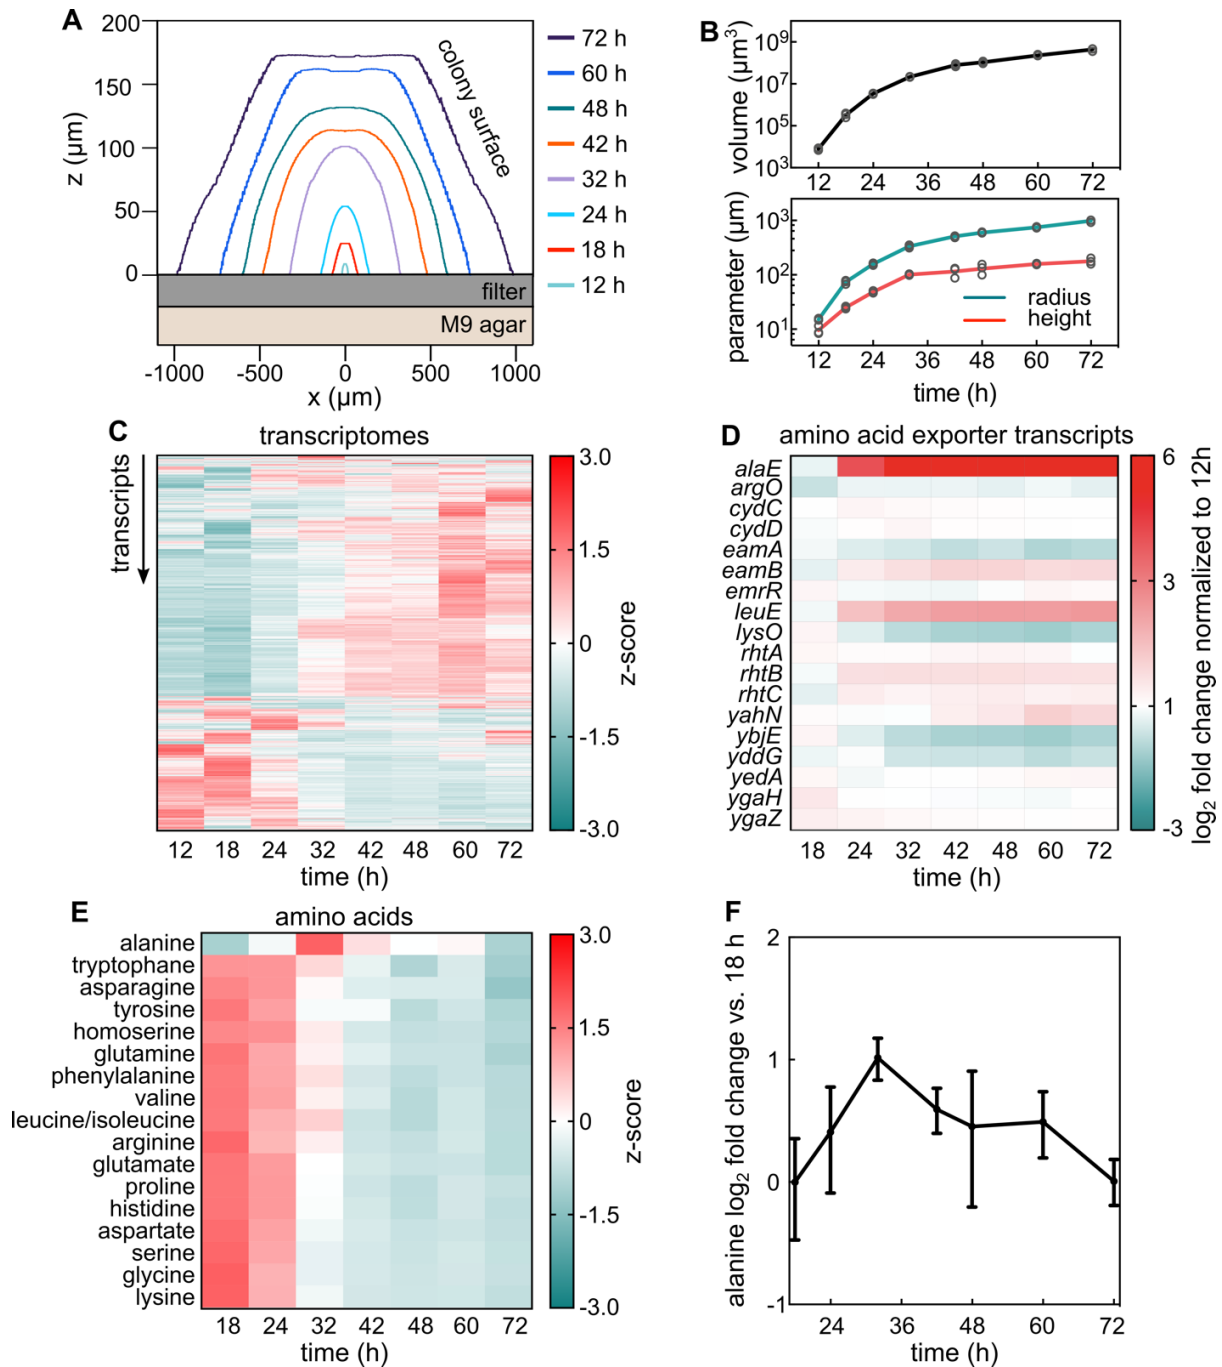 A
200
150
100
50
0
z (µm)
colony surface
filter
M9 agar
-1000
-500
0
500
1000
x (µm)
72 h
60 h
48 h
42 h
32 h
24 h
18 h
12 h
B
volume (µm³)
10⁹
10⁷
10⁵
10³
12 24 36 48 60 72
parameter (µm)
10³
10²
10¹
radius
height
12 24 36 48 60 72
time (h)
C
transcriptomes
transcripts
12 18 24 32 42 48 60 72
time (h)
3.0
1.5
0
-1.5
-3.0
z-score
D
amino acid exporter transcripts
alaE
argO
cydC
cydD
eamA
eamB
emrR
leuE
lysO
rhtA
rhtB
rhtC
yahN
ybjE
yddG
yedA
ygaH
ygaZ
18 24 32 42 48 60 72
time (h)
6
3
1
-3
log₂ fold change normalized to 12h
E
amino acids
alanine
tryptophane
asparagine
tyrosine
homoserine
glutamine
phenylalanine
valine
leucine/isoleucine
arginine
glutamate
proline
histidine
aspartate
serine
glycine
lysine
18 24 32 42 48 60 72
time (h)
3.0
1.5
0
-1.5
-3.0
z-score
F
alanine log₂ fold change vs. 18 h
2
1
0
-1
24 36 48 60 72
time (h)